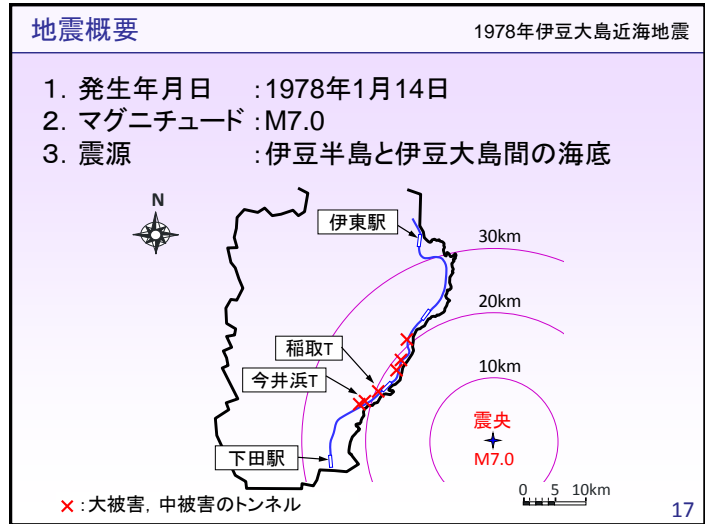 地震概要
1978年伊豆大島近海地震
1. 発生年月日 :1978年1月14日
2. マグニチュード:M7.0
3. 震源 :伊豆半島と伊豆大島間の海底
N
伊東駅
30km
20km
稲取T
10km
今井浜T
震央
M7.0
下田駅
0 5 10km
×:大被害, 中被害のトンネル
17